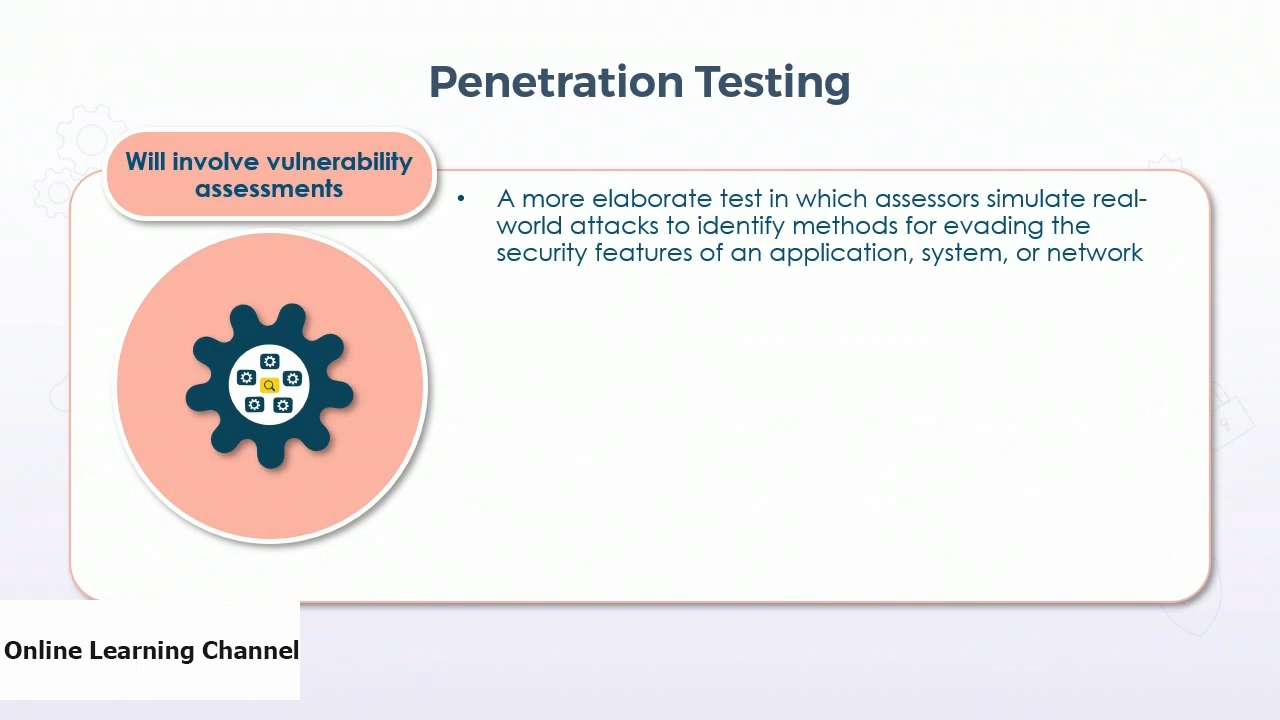 Penetration Testing
Will involve vulnerability
assessments
• A more elaborate test in which assessors simulate real-
world attacks to identify methods for evading the
security features of an application, system, or network
Online Learning Channel